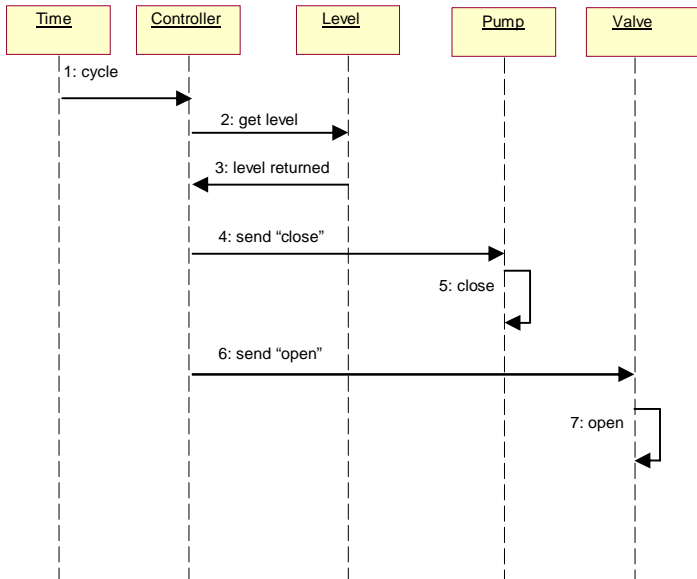 Time
Controller
Level
Pump
Valve
1: cycle
2: get level
3: level returned
4: send “close”
5: close
6: send “open”
7: open